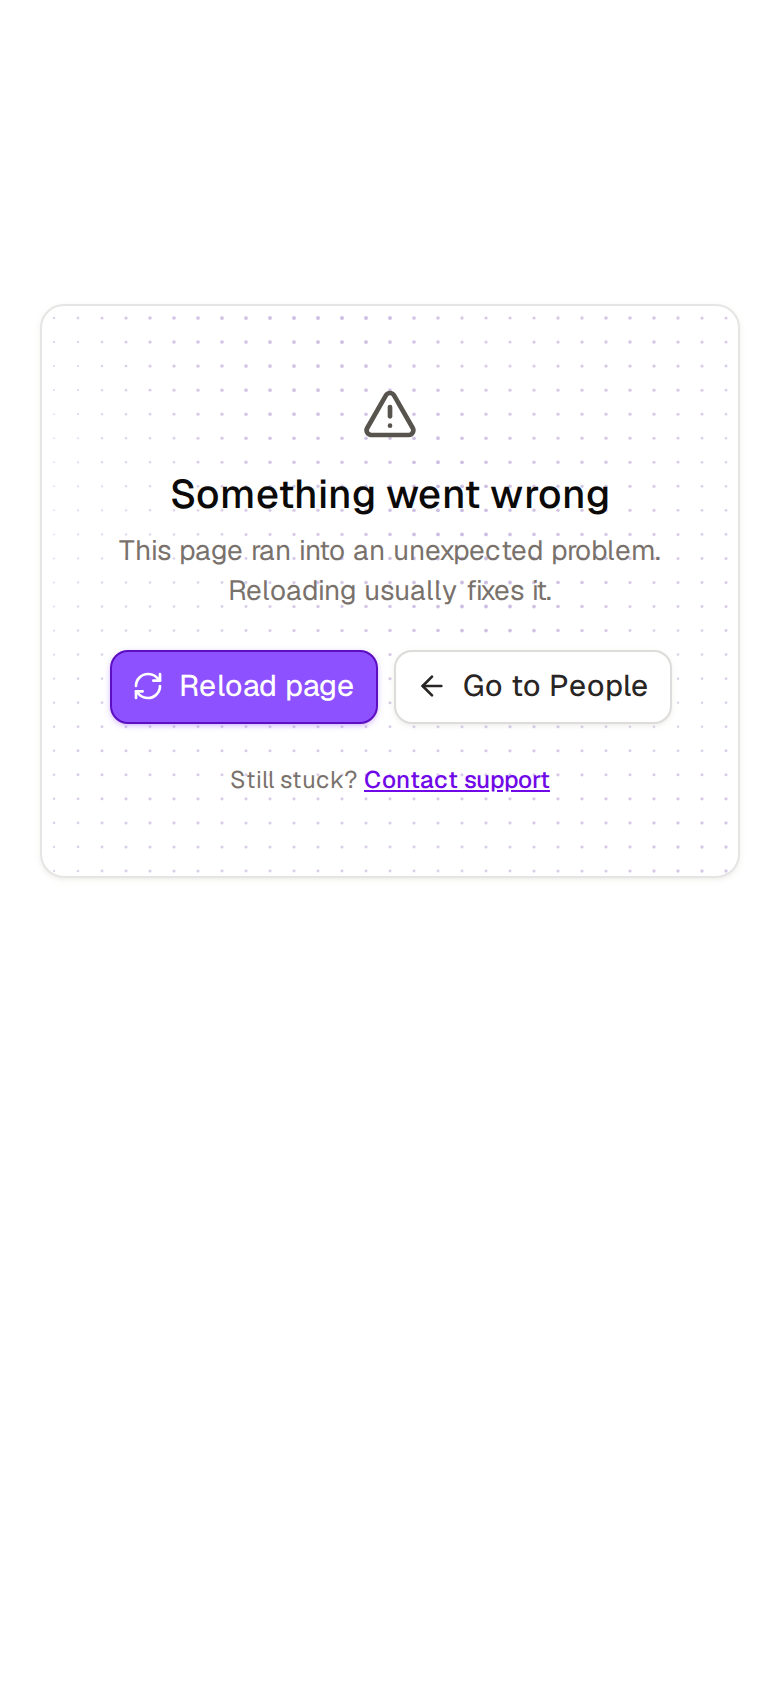 Something went wrong
This page ran into an unexpected problem.
Reloading usually fixes it.
Reload page
Go to People
Still stuck? Contact support